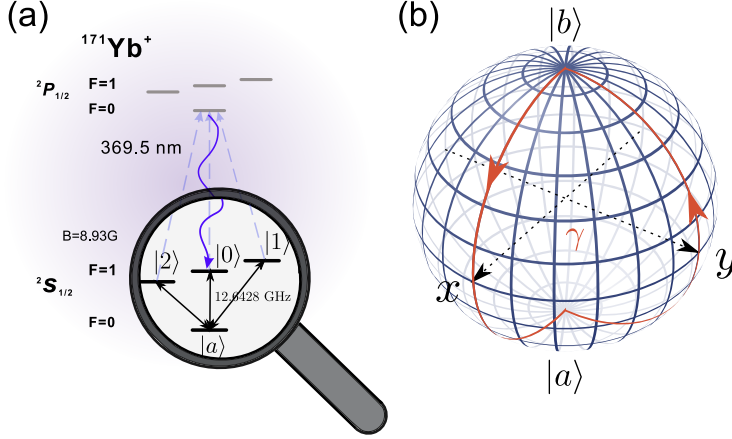 (a)
¹⁷¹Yb⁺
²P₁/₂
F=1
F=0
369.5 nm
B=8.93G
²S₁/₂
F=1
F=0
|2⟩
|0⟩
|1⟩
12.6428 GHz
|a⟩
(b)
|b⟩
γ
x
y
|a⟩